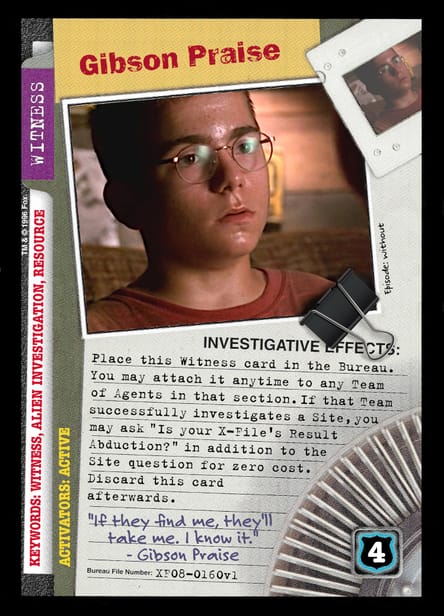 Gibson Praise
WITNESS
TM & © 1996 Fox
KEYWORDS: WITNESS, ALIEN INVESTIGATION, RESOURCE
ACTIVATORS: ACTIVE
Episode: without
INVESTIGATIVE EFFECTS:
Place this Witness card in the Bureau.
You may attach it anytime to any Team
of Agents in that section. If that Team
successfully investigates a Site, you
may ask "Is your X-File's Result
Abduction?" in addition to the
Site question for zero cost.
Discard this card
afterwards.
"If they find me, they'll
take me. I know it."
- Gibson Praise
Bureau File Number: XF08-0160v1
4